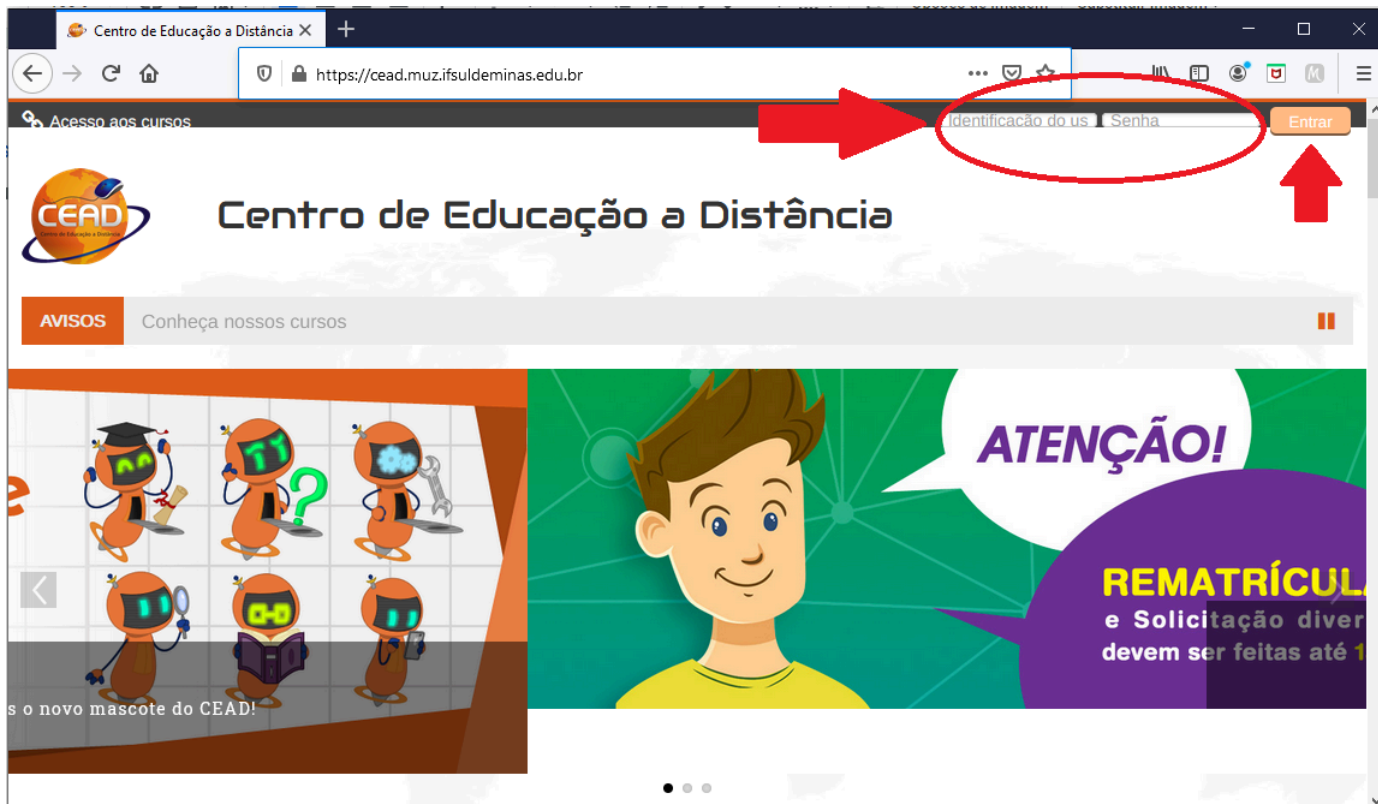 Centro de Educação a Distância
https://cead.muz.ifsuldeminas.edu.br
Acesso aos cursos
Identificação do us
Senha
Entrar
CEAD
Centro de Educação a Distância
Centro de Educação a Distância
AVISOS
Conheça nossos cursos
ATENÇÃO!
REMATRÍCULA
e Solicitação diver
devem ser feitas até 1
s o novo mascote do CEAD!